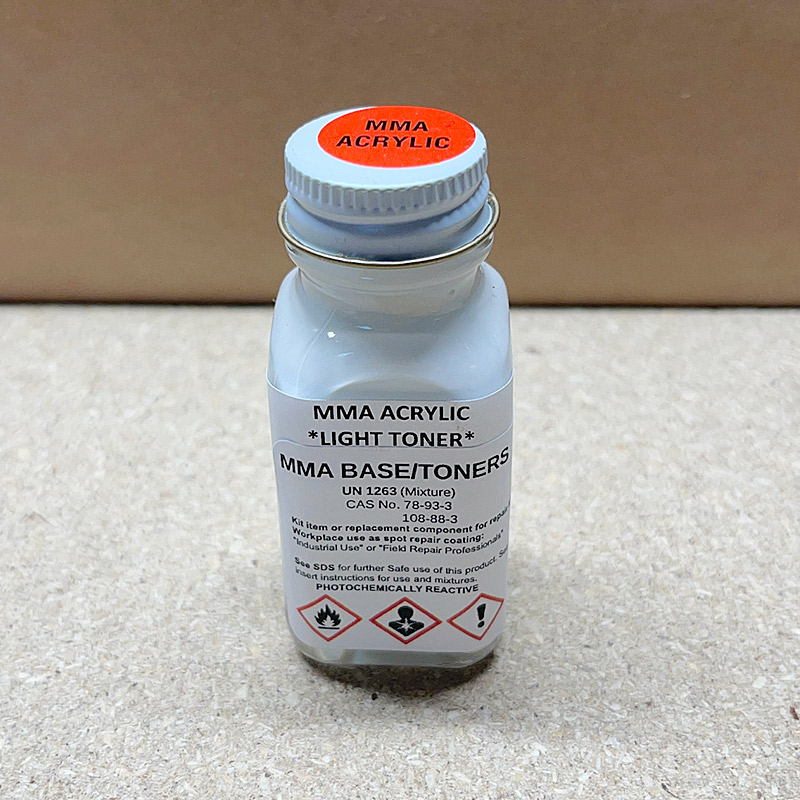 MMA
ACRYLIC
MMA ACRYLIC
*LIGHT TONER*
MMA BASE/TONERS
UN 1263 (Mixture)
CAS No. 78-93-3
108-88-3
Kit item or replacement component for repair
Workplace use as spot repair coating:
"Industrial Use" or "Field Repair Professionals"
See SDS for further Safe use of this product.
insert instructions for use and mixtures.
PHOTOCHEMICALLY REACTIVE